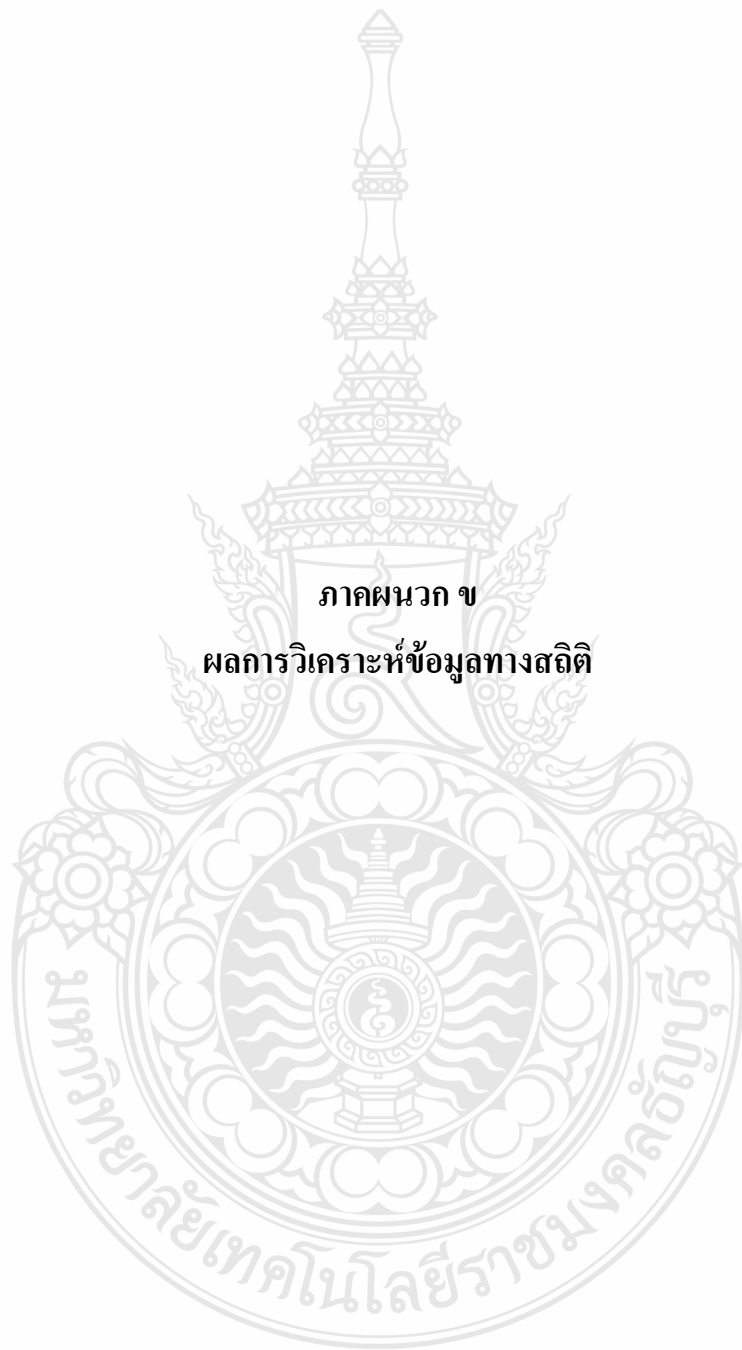 ภาคผนวก ข
ผลการวิเคราะห์ข้อมูลทางสถิติ
มหาวิทยาลัยเทคโนโลยีราชมงคลธัญบุรี